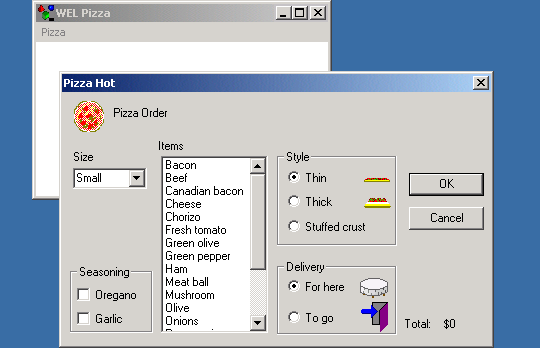 WEL Pizza
Pizza
Pizza Hot
Pizza Order
Size
Small
Items
Bacon
Beef
Canadian bacon
Cheese
Chorizo
Fresh tomato
Green olive
Green pepper
Ham
Meat ball
Mushroom
Olive
Onions
Style
Thin
Thick
Stuffed crust
OK
Cancel
Seasoning
Oregano
Garlic
Delivery
For here
To go
Total: $0